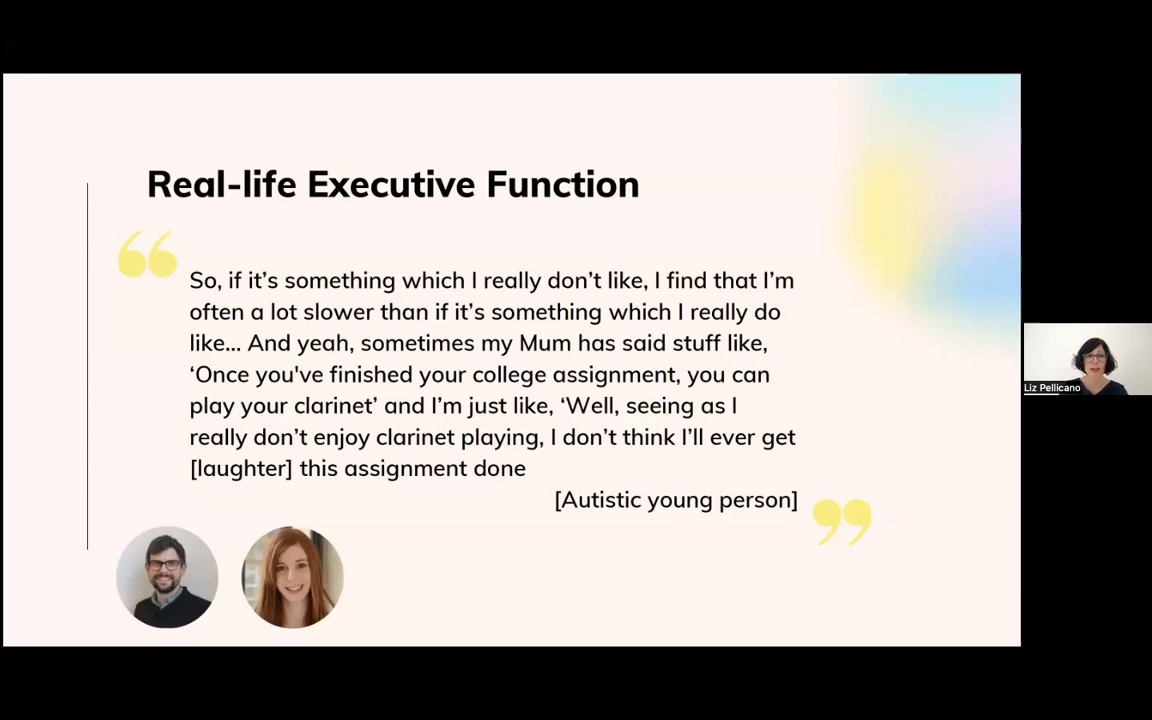 Real-life Executive Function
“
So, if it’s something which I really don’t like, I find that I’m
often a lot slower than if it’s something which I really do
like... And yeah, sometimes my Mum has said stuff like,
‘Once you've finished your college assignment, you can
play your clarinet’ and I’m just like, ‘Well, seeing as I
really don’t enjoy clarinet playing, I don’t think I’ll ever get
[laughter] this assignment done
[Autistic young person]
”
Liz Pellicano